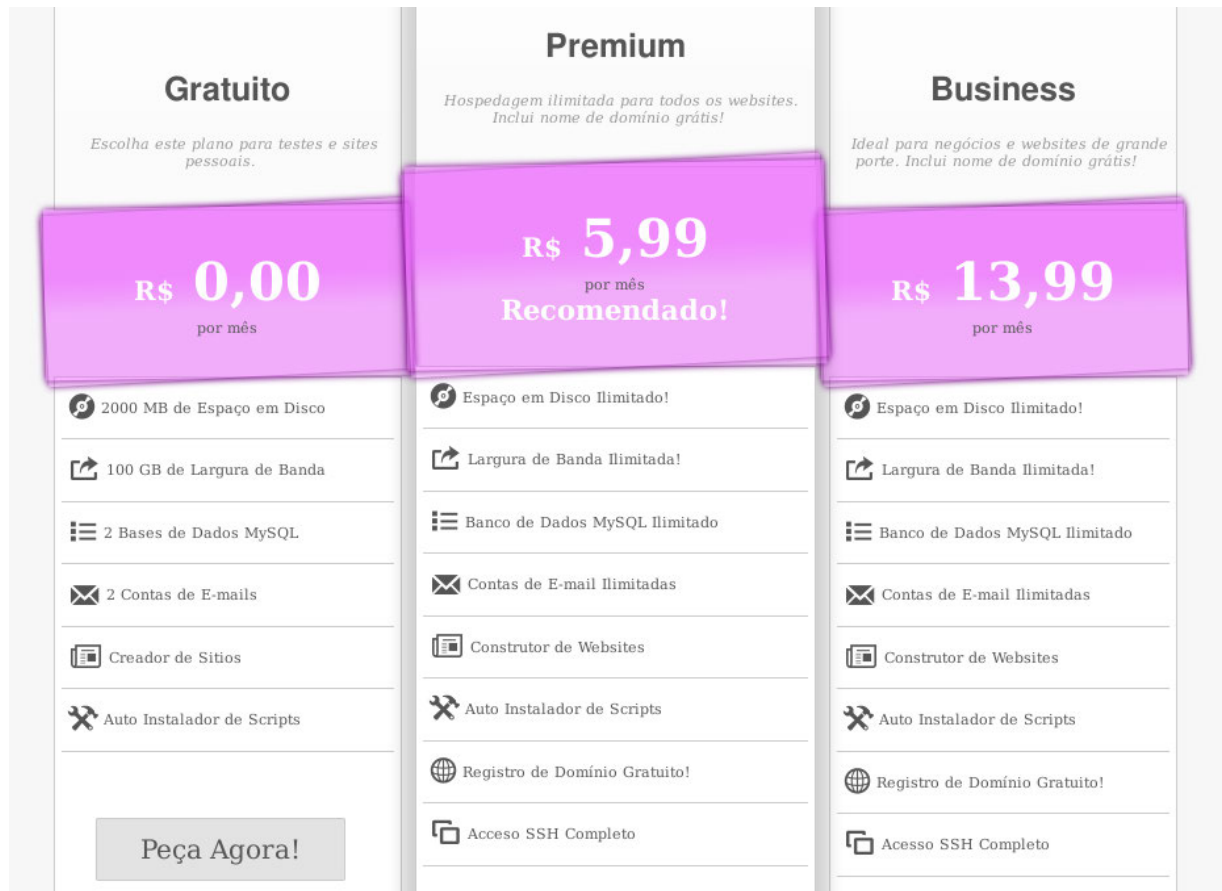 Gratuito
Escolha este plano para testes e sites
pessoais.
R$ 0,00
por mês
2000 MB de Espaço em Disco
100 GB de Largura de Banda
2 Bases de Dados MySQL
2 Contas de E-mails
Creador de Sitios
Auto Instalador de Scripts
Peça Agora!
Premium
Hospedagem ilimitada para todos os websites.
Inclui nome de domínio grátis!
R$ 5,99
por mês
Recomendado!
Espaço em Disco Ilimitado!
Largura de Banda Ilimitada!
Banco de Dados MySQL Ilimitado
Contas de E-mail Ilimitadas
Construtor de Websites
Auto Instalador de Scripts
Registro de Domínio Gratuito!
Acceso SSH Completo
Business
Ideal para negócios e websites de grande
porte. Inclui nome de domínio grátis!
R$ 13,99
por mês
Espaço em Disco Ilimitado!
Largura de Banda Ilimitada!
Banco de Dados MySQL Ilimitado
Contas de E-mail Ilimitadas
Construtor de Websites
Auto Instalador de Scripts
Registro de Domínio Gratuito!
Acesso SSH Completo